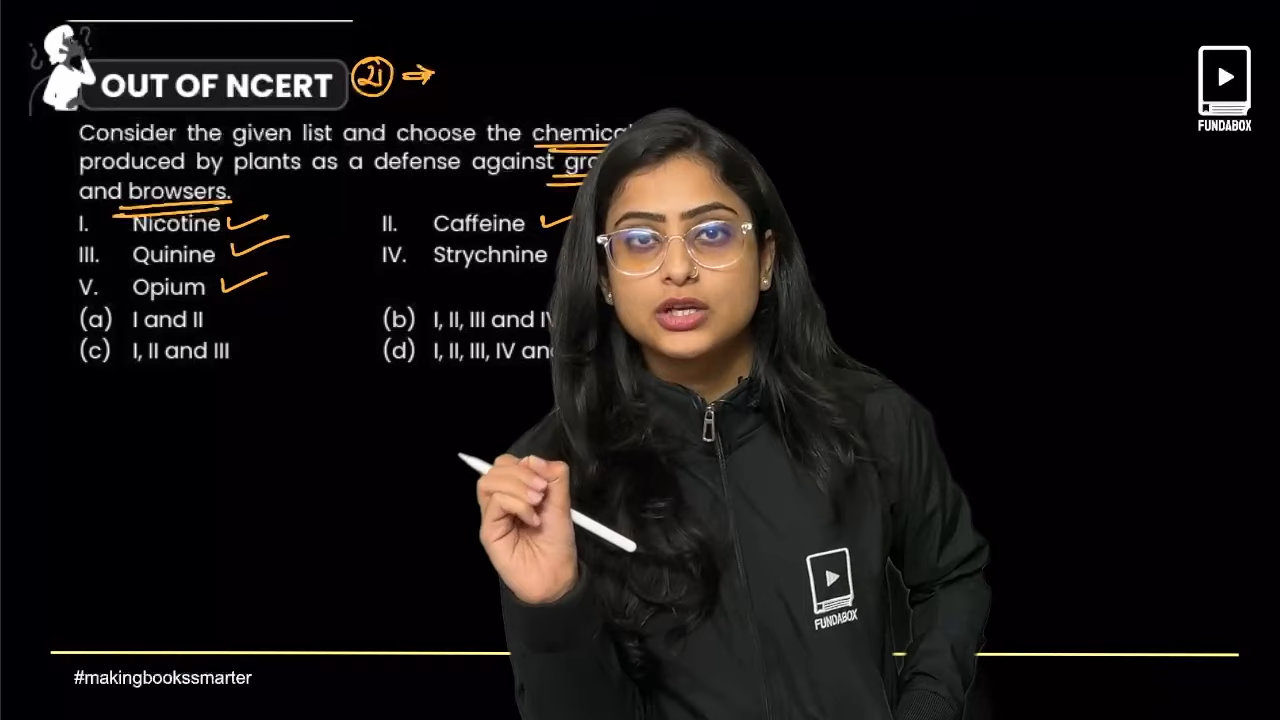 OUT OF NCERT 21 ⇒
Consider the given list and choose the
produced by plants as a defense against
and browsers.
I. Nicotine ✓ II. Caffeine ✓
III. Quinine ✓ IV. Strychnine
V. Opium ✓
(a) I and II (b) I, II, III and
(c) I, II and III (d) I, II, III, IV
FUNDABOX
FUNDABOX
#makingbookssmarter